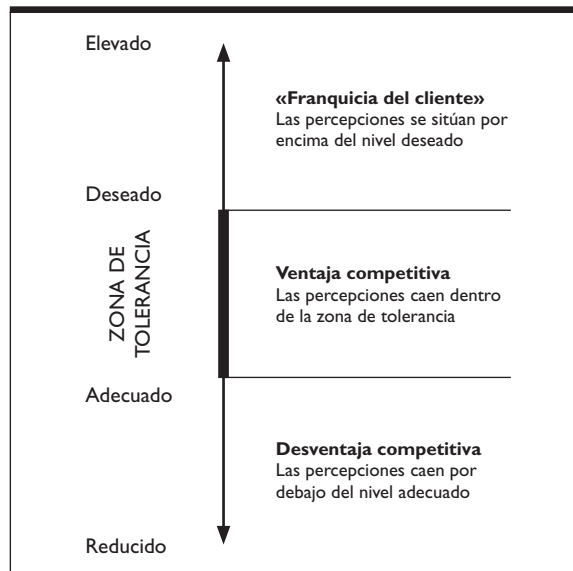 Elevado
«Franquicia del cliente»
Las percepciones se sitúan por
encima del nivel deseado
Deseado
ZONA DE
TOLERANCIA
Ventaja competitiva
Las percepciones caen dentro
de la zona de tolerancia
Adecuado
Desventaja competitiva
Las percepciones caen por
debajo del nivel adecuado
Reducido